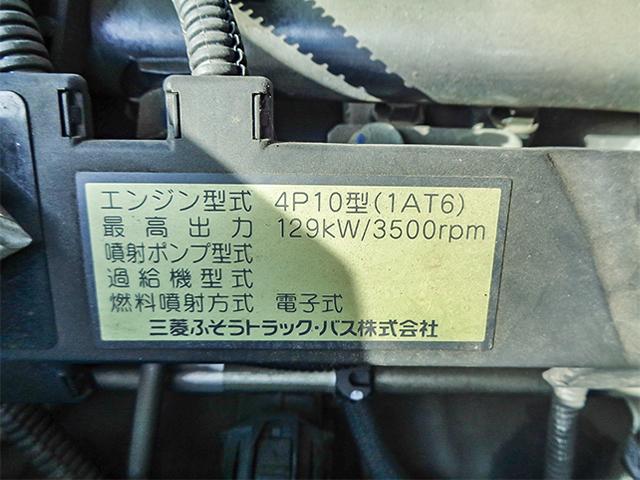 エンジン型式 4P10型(1AT6)
最高出力 129kW/3500rpm
噴射ポンプ型式
過給機型式
燃料噴射方式 電子式
三菱ふそうトラック・バス株式会社